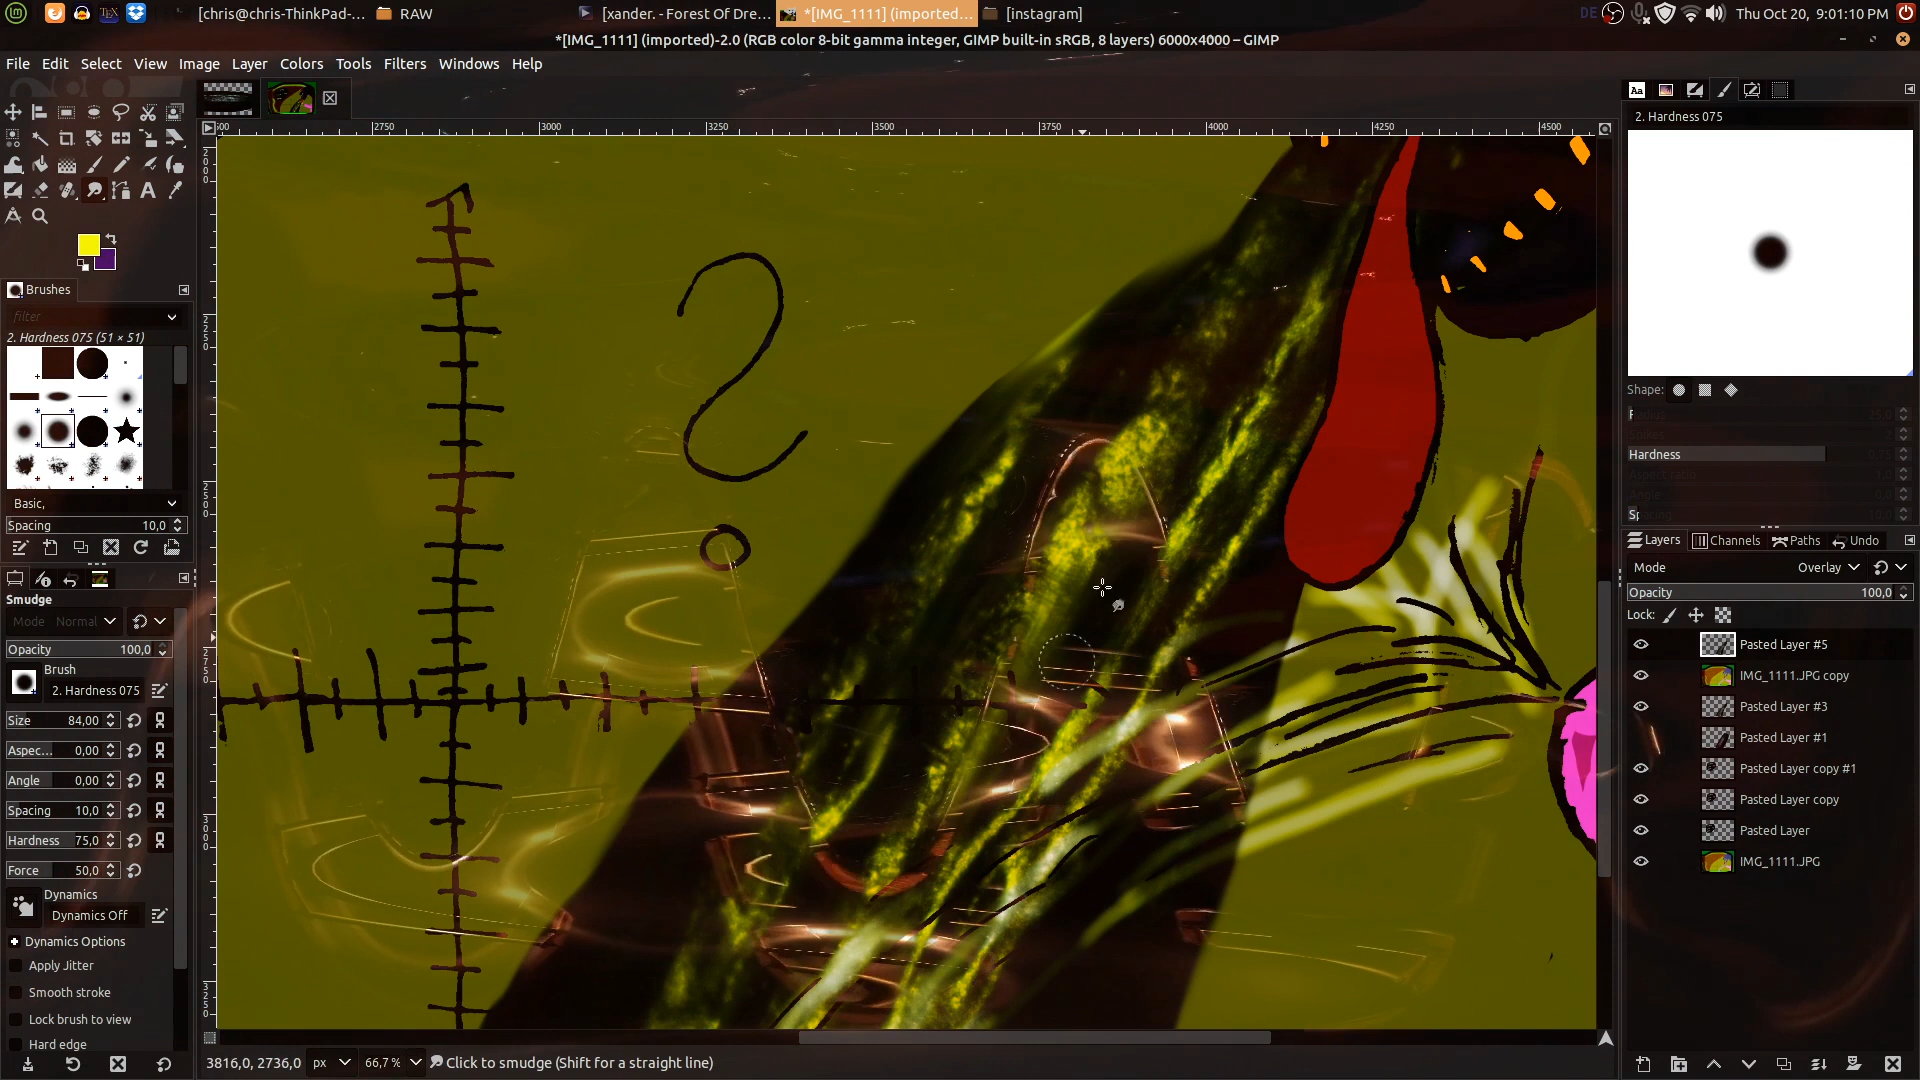 [chris@chris-ThinkPad-... RAW xander. - Forest Of Dre... *[IMG_1111] (imported... [instagram] DE Thu Oct 20, 9:01:10 PM
*[IMG_1111] (imported)-2.0 (RGB color 8-bit gamma integer, GIMP built-in sRGB, 8 layers) 6000x4000 – GIMP
File Edit Select View Image Layer Colors Tools Filters Windows Help
2750 3000 3250 3500 3750 4000 4250 4500
Brushes
filter
2. Hardness 075 (51 × 51)
Basic,
Spacing 10,0
Smudge
Mode Normal
Opacity 100,0
Brush
2. Hardness 075
Size 84,00
Aspec... 0,00
Angle 0,00
Spacing 10,0
Hardness 75,0
Force 50,0
Dynamics
Dynamics Off
Dynamics Options
Apply Jitter
Smooth stroke
Lock brush to view
Hard edge
3816,0, 2736,0 px 66,7 % Click to smudge (Shift for a straight line)
Aa
2. Hardness 075
Shape:
Hardness
Layers Channels Paths Undo
Mode Overlay
Opacity 100,0
Lock:
Pasted Layer #5
IMG_1111.JPG copy
Pasted Layer #3
Pasted Layer #1
Pasted Layer copy #1
Pasted Layer copy
Pasted Layer
IMG_1111.JPG